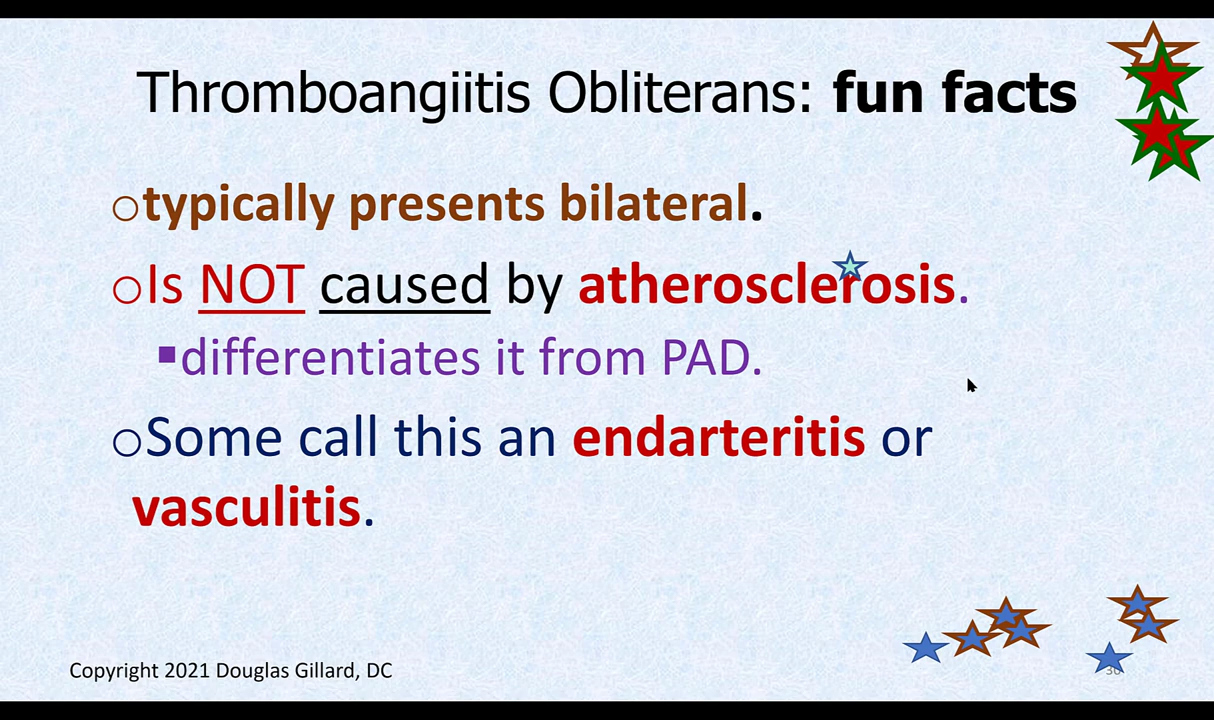 Thromboangiitis Obliterans: fun facts
○typically presents bilateral.
○Is NOT caused by atherosclerosis.
▪differentiates it from PAD.
○Some call this an endarteritis or
vasculitis.
Copyright 2021 Douglas Gillard, DC